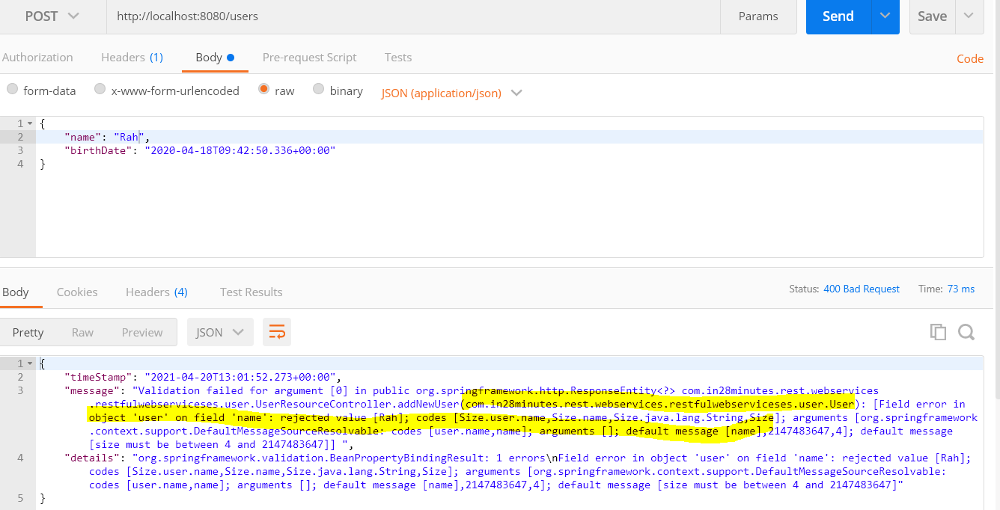 POST http://localhost:8080/users Params Send Save
Authorization Headers (1) Body Pre-request Script Tests Code
form-data x-www-form-urlencoded raw binary JSON (application/json)
1 {
2 "name": "Rah",
3 "birthDate": "2020-04-18T09:42:50.336+00:00"
4 }
Body Cookies Headers (4) Test Results Status: 400 Bad Request Time: 73 ms
Pretty Raw Preview JSON
1 {
2 "timeStamp": "2021-04-20T13:01:52.273+00:00",
3 "message": "Validation failed for argument [0] in public org.springframework.http.ResponseEntity<?> com.in28minutes.rest.webservices
.restfulwebserviceses.user.UserResourceController.addNewUser(com.in28minutes.rest.webservices.restfulwebserviceses.user.User): [Field error in
object 'user' on field 'name': rejected value [Rah]; codes [Size.user.name,Size.name,Size.java.lang.String,Size]; arguments [org.springframework
.context.support.DefaultMessageSourceResolvable: codes [user.name,name]; arguments []; default message [name],2147483647,4]; default message
[size must be between 4 and 2147483647]] ",
4 "details": "org.springframework.validation.BeanPropertyBindingResult: 1 errors\nField error in object 'user' on field 'name': rejected value [Rah];
codes [Size.user.name,Size.name,Size.java.lang.String,Size]; arguments [org.springframework.context.support.DefaultMessageSourceResolvable:
codes [user.name,name]; arguments []; default message [name],2147483647,4]; default message [size must be between 4 and 2147483647]"
5 }